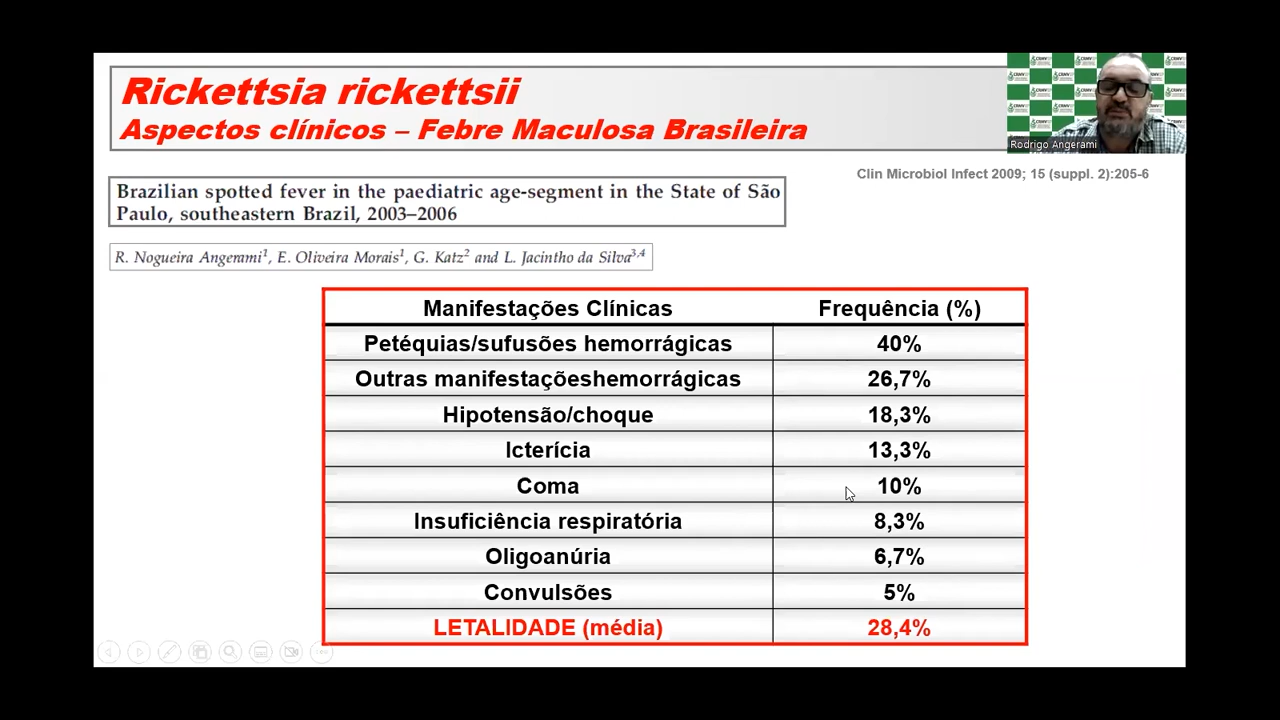 Rickettsia rickettsii
Aspectos clínicos – Febre Maculosa Brasileira
Rodrigo Angerami
Clin Microbiol Infect 2009; 15 (suppl. 2):205-6
Brazilian spotted fever in the paediatric age-segment in the State of São
Paulo, southeastern Brazil, 2003–2006
R. Nogueira Angerami¹, E. Oliveira Morais¹, G. Katz² and L. Jacintho da Silva³,⁴
Manifestações Clínicas Frequência (%)
Petéquias/sufusões hemorrágicas 40%
Outras manifestaçõeshemorrágicas 26,7%
Hipotensão/choque 18,3%
Icterícia 13,3%
Coma 10%
Insuficiência respiratória 8,3%
Oligoanúria 6,7%
Convulsões 5%
LETALIDADE (média) 28,4%